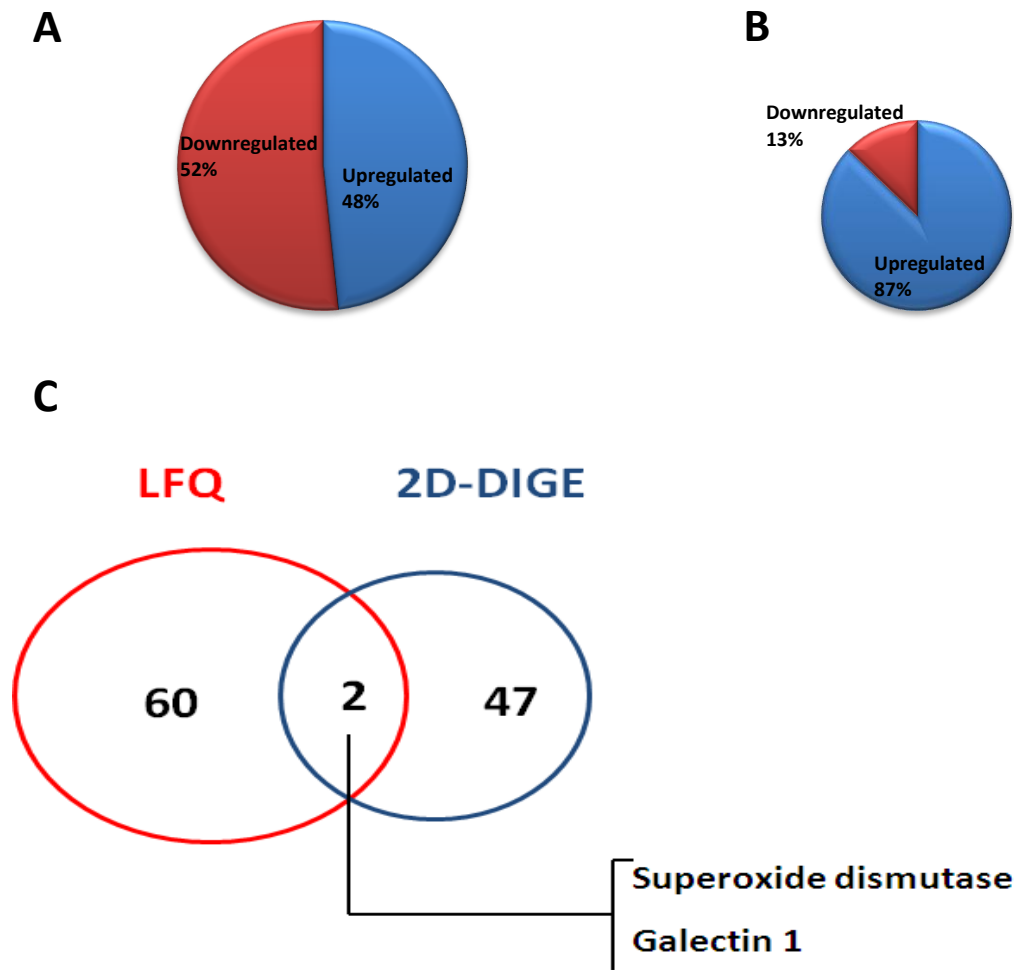 A
B
Downregulated
52%
Upregulated
48%
Downregulated
13%
Upregulated
87%
C
LFQ
2D-DIGE
60
2
47
Superoxide dismutase
Galectin 1